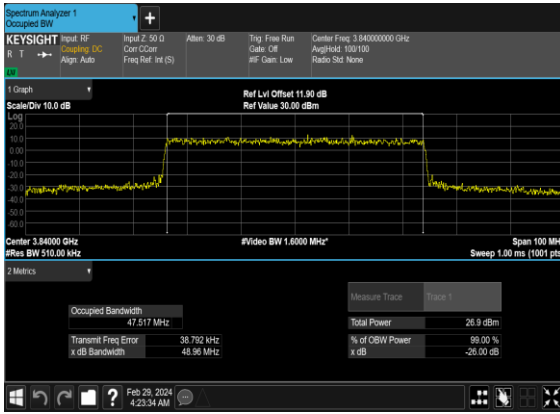 Spectrum Analyzer 1
Occupied BW
KEYSIGHT
R T
LW
Input: RF
Coupling: DC
Align: Auto
Input Z: 50 Ω
Corr CCorr
Freq Ref: Int (S)
Atten: 30 dB
Trig: Free Run
Gate: Off
#IF Gain: Low
Center Freq: 3.840000000 GHz
Avg|Hold: 100/100
Radio Std: None
1 Graph
Scale/Div 10.0 dB
Ref Lvl Offset 11.90 dB
Ref Value 30.00 dBm
Log
20.0
10.0
0.00
-10.0
-20.0
-30.0
-40.0
-50.0
-60.0
Center 3.84000 GHz
#Res BW 510.00 kHz
#Video BW 1.6000 MHz*
Span 100 MH
Sweep 1.00 ms (1001 pts
2 Metrics
Measure Trace
Trace 1
Occupied Bandwidth
47.517 MHz
Total Power
26.9 dBm
Transmit Freq Error
38.792 kHz
% of OBW Power
99.00 %
x dB Bandwidth
48.96 MHz
x dB
-26.00 dB
Feb 29, 2024
4:23:34 AM